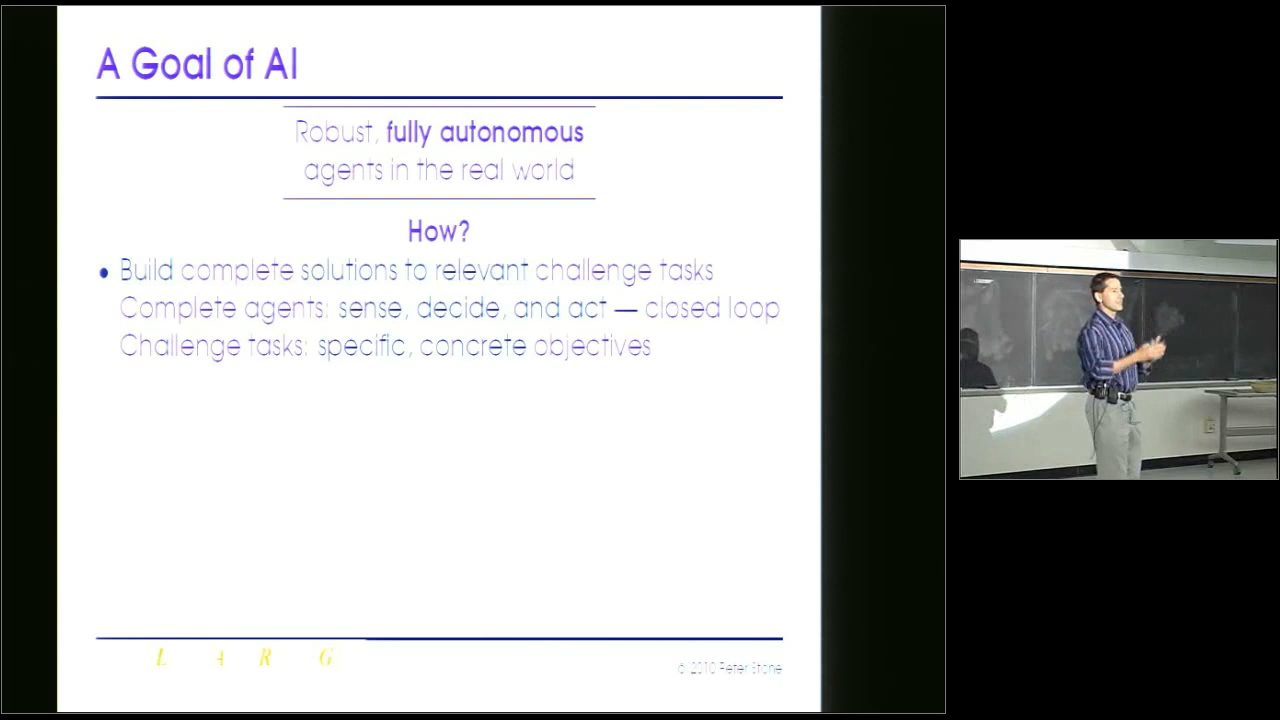 A Goal of AI
Robust, fully autonomous
agents in the real world
How?
• Build complete solutions to relevant challenge tasks
Complete agents: sense, decide, and act — closed loop
Challenge tasks: specific, concrete objectives
L A R G
© 2010 Peter Stone